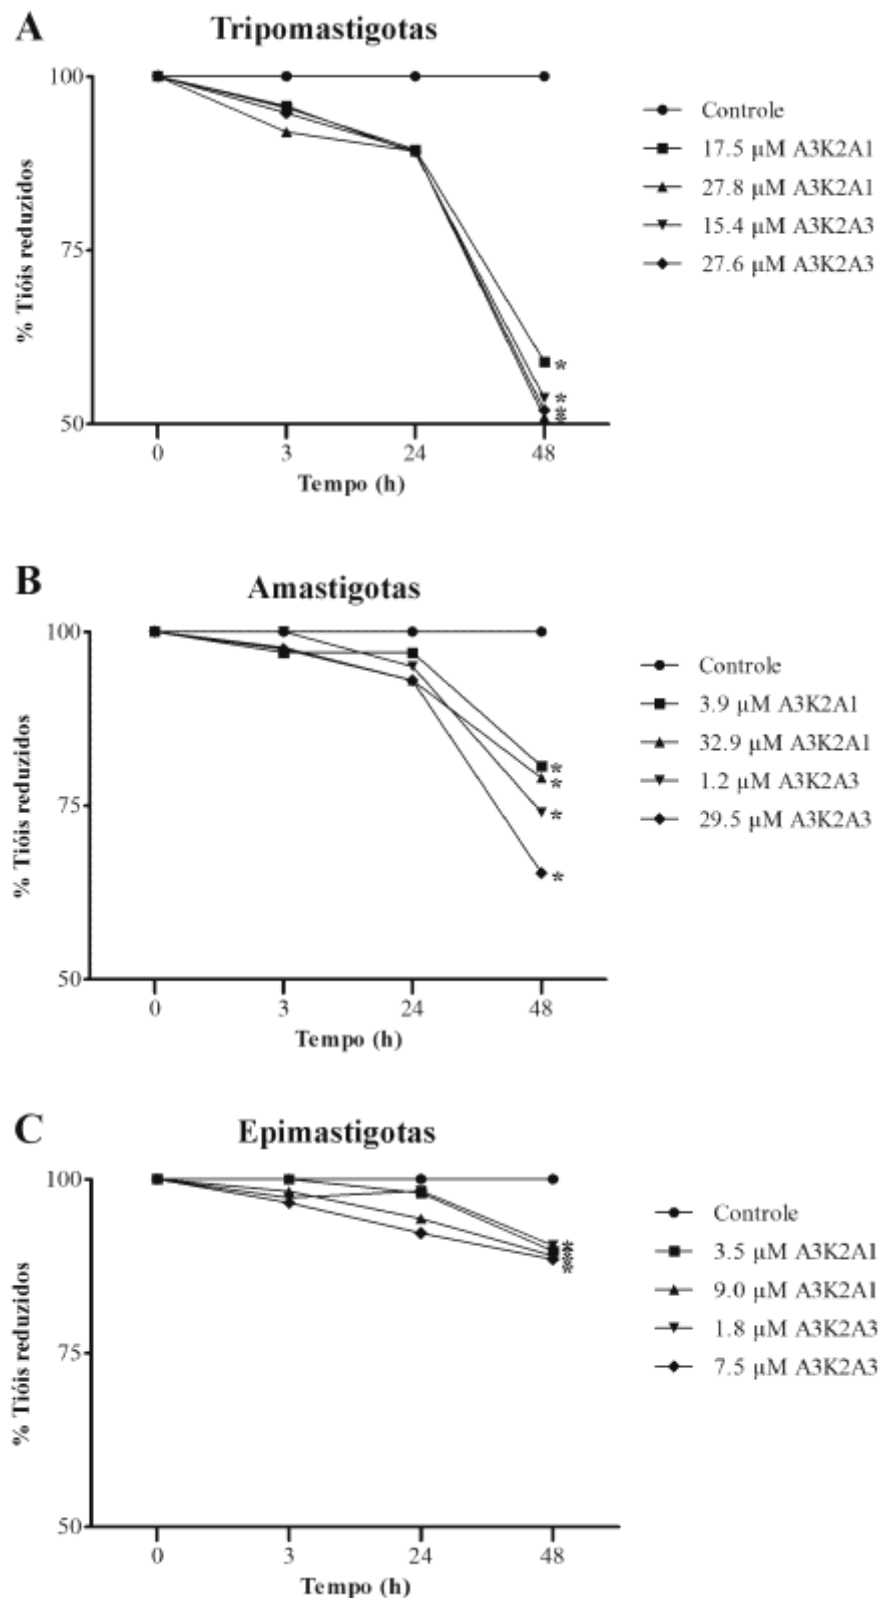 A
Tripomastigotas
100
75
50
% Tióis reduzidos
0 3 24 48
Tempo (h)
Controle
17.5 µM A3K2A1
27.8 µM A3K2A1
15.4 µM A3K2A3
27.6 µM A3K2A3
*
*
*
*
B
Amastigotas
100
75
50
% Tióis reduzidos
0 3 24 48
Tempo (h)
Controle
3.9 µM A3K2A1
32.9 µM A3K2A1
1.2 µM A3K2A3
29.5 µM A3K2A3
*
*
*
*
C
Epimastigotas
100
75
50
% Tióis reduzidos
0 3 24 48
Tempo (h)
Controle
3.5 µM A3K2A1
9.0 µM A3K2A1
1.8 µM A3K2A3
7.5 µM A3K2A3
*
*
*
*